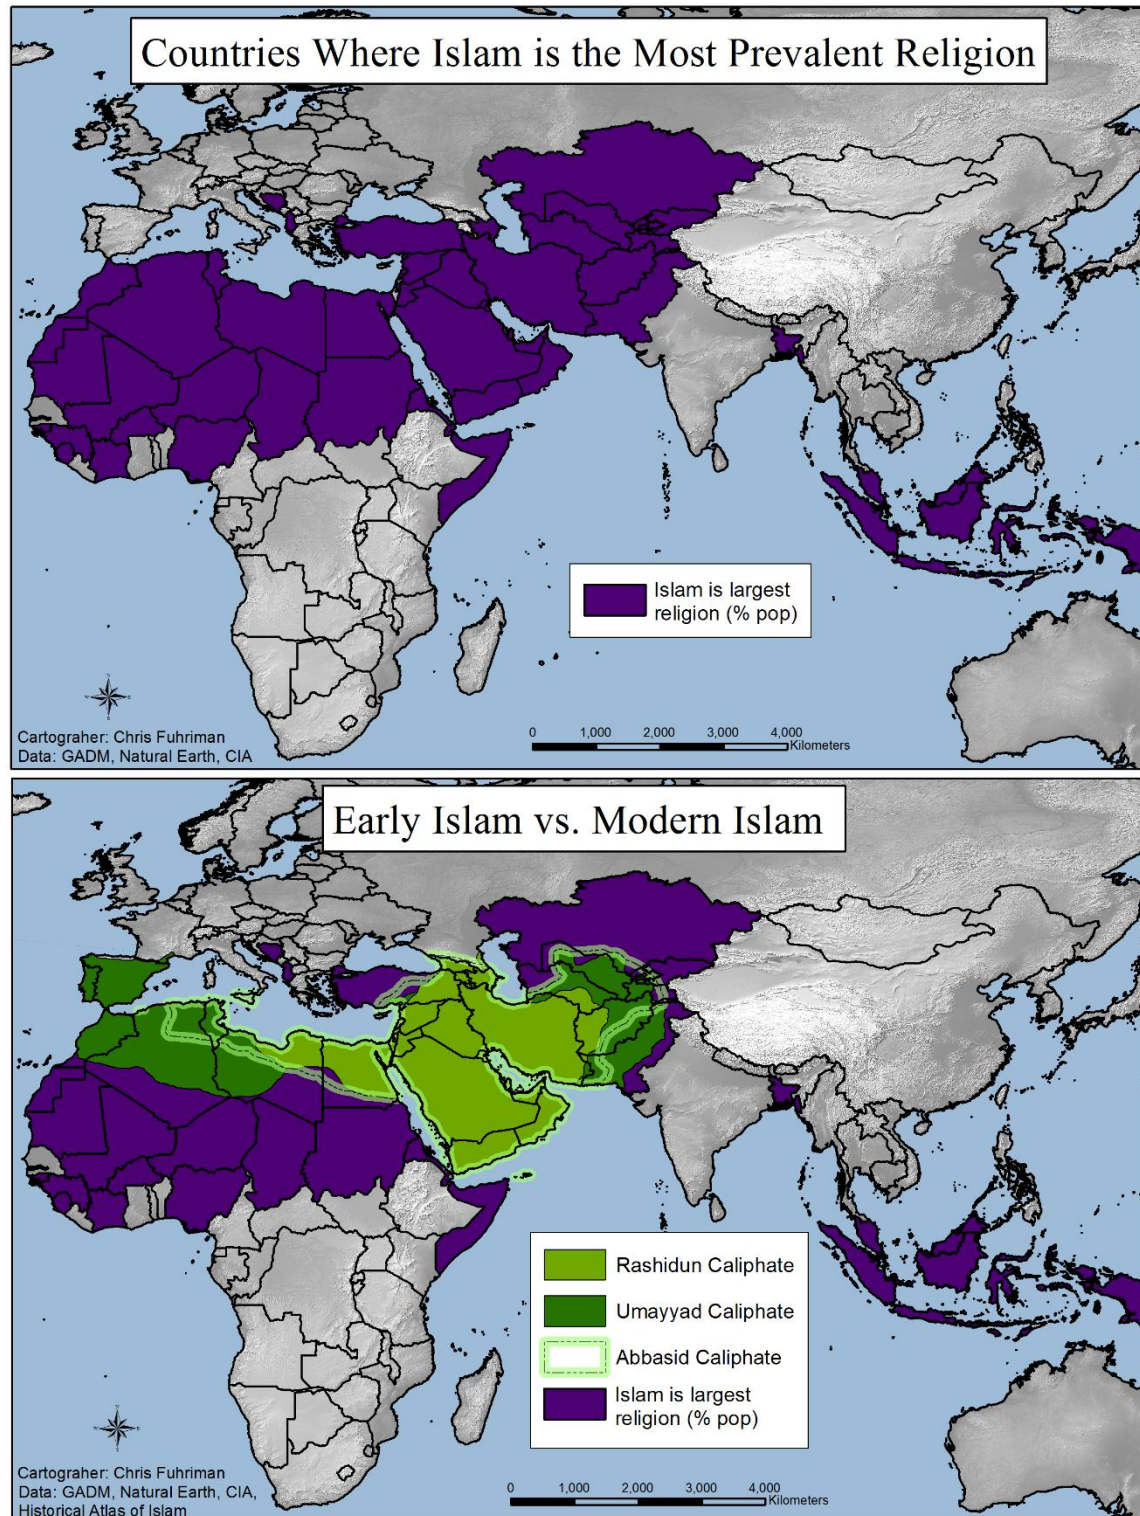 Countries Where Islam is the Most Prevalent Religion
Islam is largest
religion (% pop)
Cartograher: Chris Fuhriman
Data: GADM, Natural Earth, CIA
0 1,000 2,000 3,000 4,000
Kilometers
Early Islam vs. Modern Islam
Rashidun Caliphate
Umayyad Caliphate
Abbasid Caliphate
Islam is largest
religion (% pop)
Cartograher: Chris Fuhriman
Data: GADM, Natural Earth, CIA,
Historical Atlas of Islam
0 1,000 2,000 3,000 4,000
Kilometers